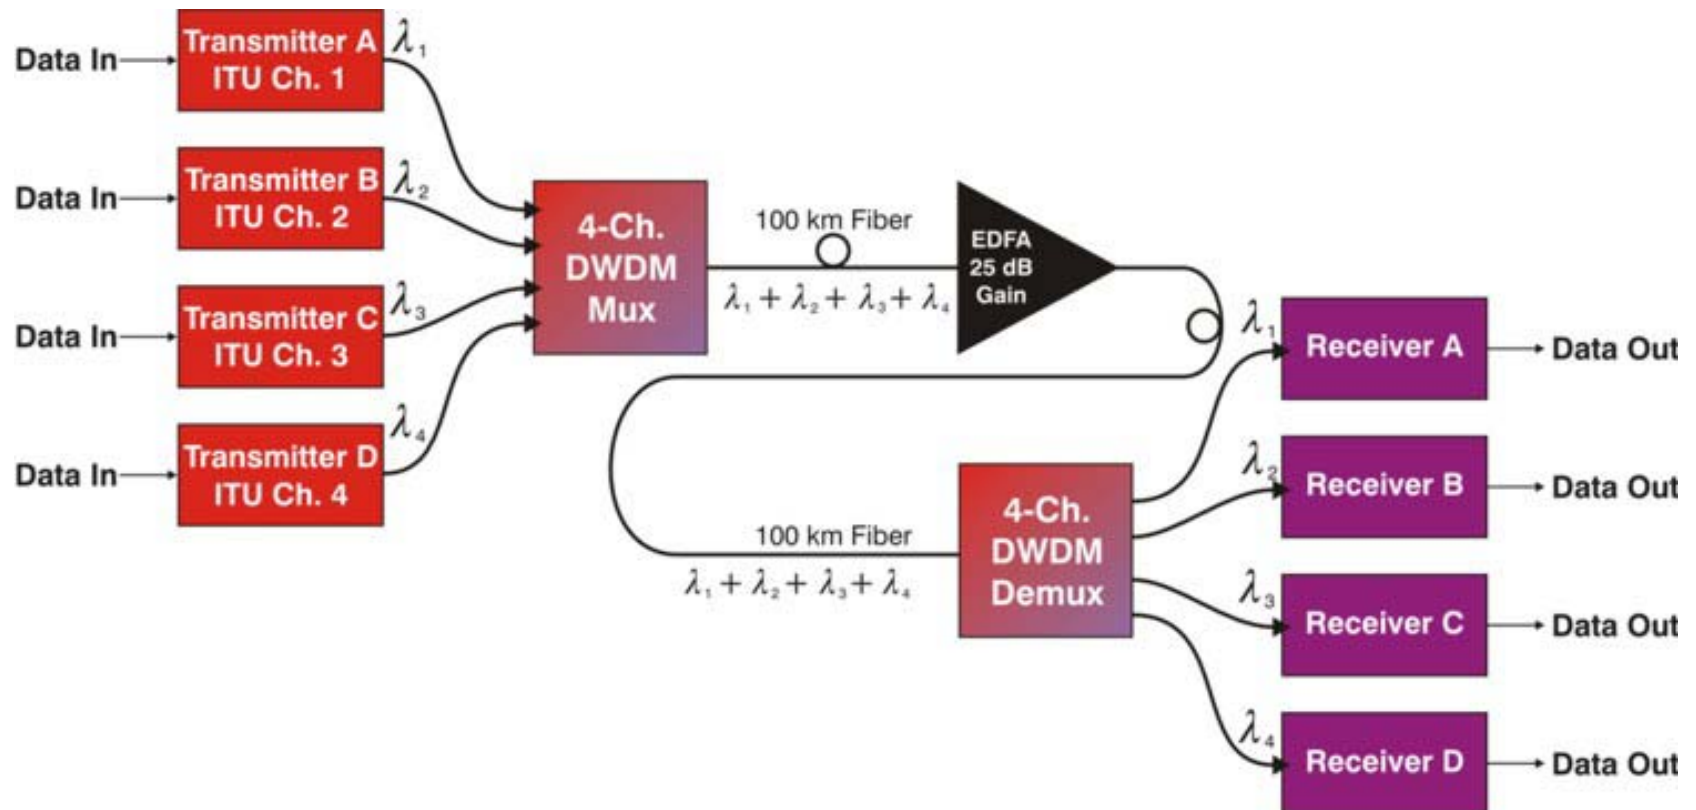 Data In
Transmitter A
ITU Ch. 1
λ₁
Data In
Transmitter B
ITU Ch. 2
λ₂
Data In
Transmitter C
ITU Ch. 3
λ₃
Data In
Transmitter D
ITU Ch. 4
λ₄
4-Ch.
DWDM
Mux
100 km Fiber
λ₁ + λ₂ + λ₃ + λ₄
EDFA
25 dB
Gain
100 km Fiber
λ₁ + λ₂ + λ₃ + λ₄
4-Ch.
DWDM
Demux
λ₁
Receiver A
Data Out
λ₂
Receiver B
Data Out
λ₃
Receiver C
Data Out
λ₄
Receiver D
Data Out